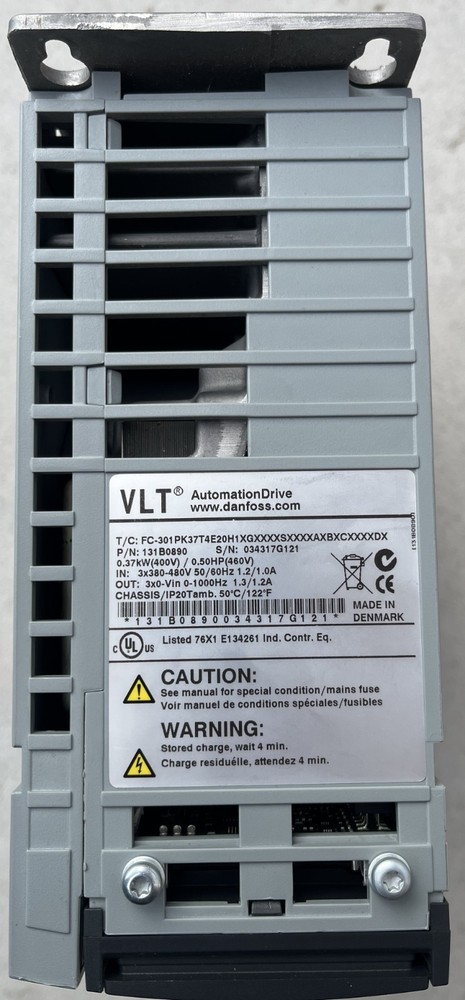 VLT® AutomationDrive
www.danfoss.com
T/C: FC-301PK37T4E20H1XGXXXXSXXXXAXBXCXXXXDX
P/N: 131B0890 S/N: 034317G121
0.37kW(400V) / 0.50HP(460V)
IN: 3x380-480V 50/60Hz 1.2/1.0A
OUT: 3x0-Vin 0-1000Hz 1.3/1.2A
CHASSIS/IP20Tamb. 50°C/122°F
*131B0890034317G121*
MADE IN
DENMARK
c UL® US Listed 76X1 E134261 Ind. Contr. Eq.
CAUTION:
See manual for special condition/mains fuse
Voir manuel de conditions spéciales/fusibles
WARNING:
Stored charge, wait 4 min.
Charge residuélle, attendez 4 min.